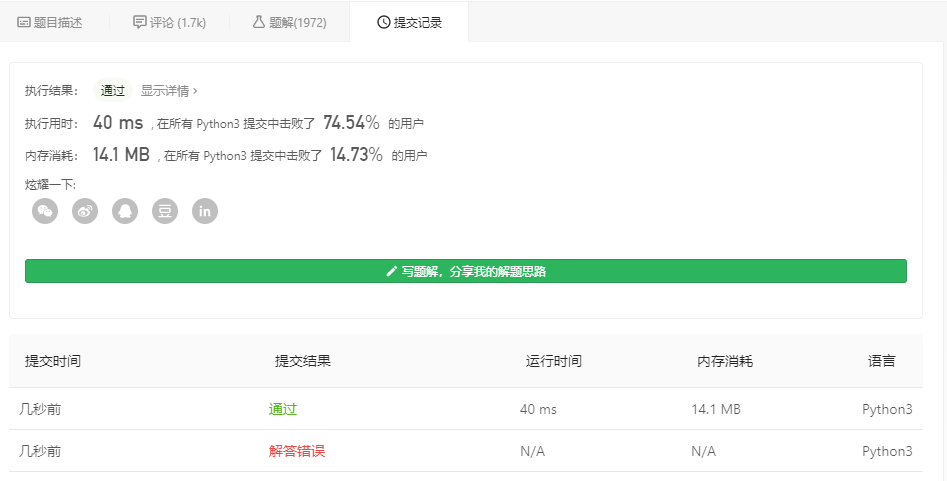 题目描述 评论 (1.7k) 题解(1972) 提交记录
执行结果： 通过 显示详情 ›
执行用时： 40 ms , 在所有 Python3 提交中击败了 74.54% 的用户
内存消耗： 14.1 MB , 在所有 Python3 提交中击败了 14.73% 的用户
炫耀一下:
豆 in
写题解，分享我的解题思路
提交时间 提交结果 运行时间 内存消耗 语言
几秒前 通过 40 ms 14.1 MB Python3
几秒前 解答错误 N/A N/A Python3